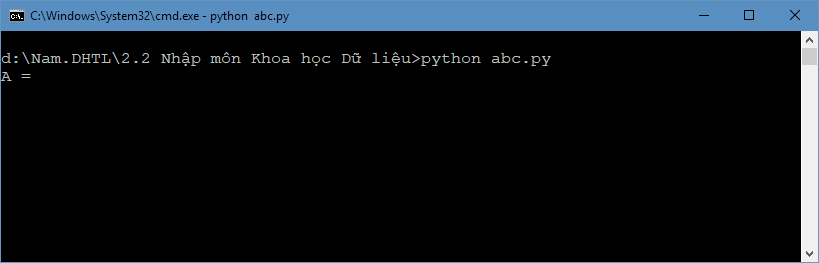 C:\Windows\System32\cmd.exe - python  abc.py
d:\Nam.DHTL\2.2 Nhập môn Khoa học Dữ liệu>python abc.py
A =